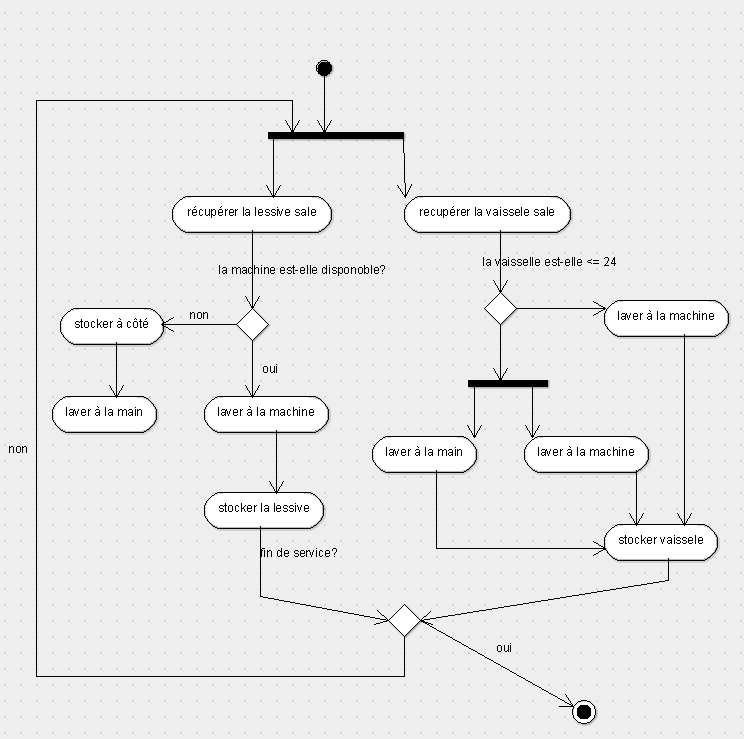 récupérer la lessive sale
recupérer la vaissele sale
la machine est-elle disponoble?
la vaisselle est-elle <= 24
stocker à côté
non
laver à la machine
oui
laver à la main
laver à la machine
non
laver à la main
laver à la machine
stocker la lessive
stocker vaissele
fin de service?
oui